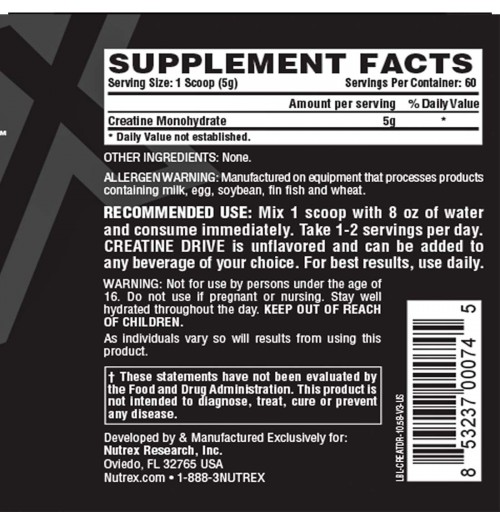 ™
SUPPLEMENT FACTS
Serving Size: 1 Scoop (5g) Servings Per Container: 60
Amount per serving % Daily Value
Creatine Monohydrate 5g *
* Daily Value not established.
OTHER INGREDIENTS: None.
ALLERGEN WARNING: Manufactured on equipment that processes products
containing milk, egg, soybean, fin fish and wheat.
RECOMMENDED USE: Mix 1 scoop with 8 oz of water
and consume immediately. Take 1-2 servings per day.
CREATINE DRIVE is unflavored and can be added to
any beverage of your choice. For best results, use daily.
WARNING: Not for use by persons under the age of
16. Do not use if pregnant or nursing. Stay well
hydrated throughout the day. KEEP OUT OF REACH
OF CHILDREN.
As individuals vary so will results from using this
product.
† These statements have not been evaluated by
the Food and Drug Administration. This product is
not intended to diagnose, treat, cure or prevent
any disease.
Developed by & Manufactured Exclusively for:
Nutrex Research, Inc.
Oviedo, FL 32765 USA
Nutrex.com • 1-888-3NUTREX
LBL-CREATDR-10.58-V3-US
8 53237 00074 5